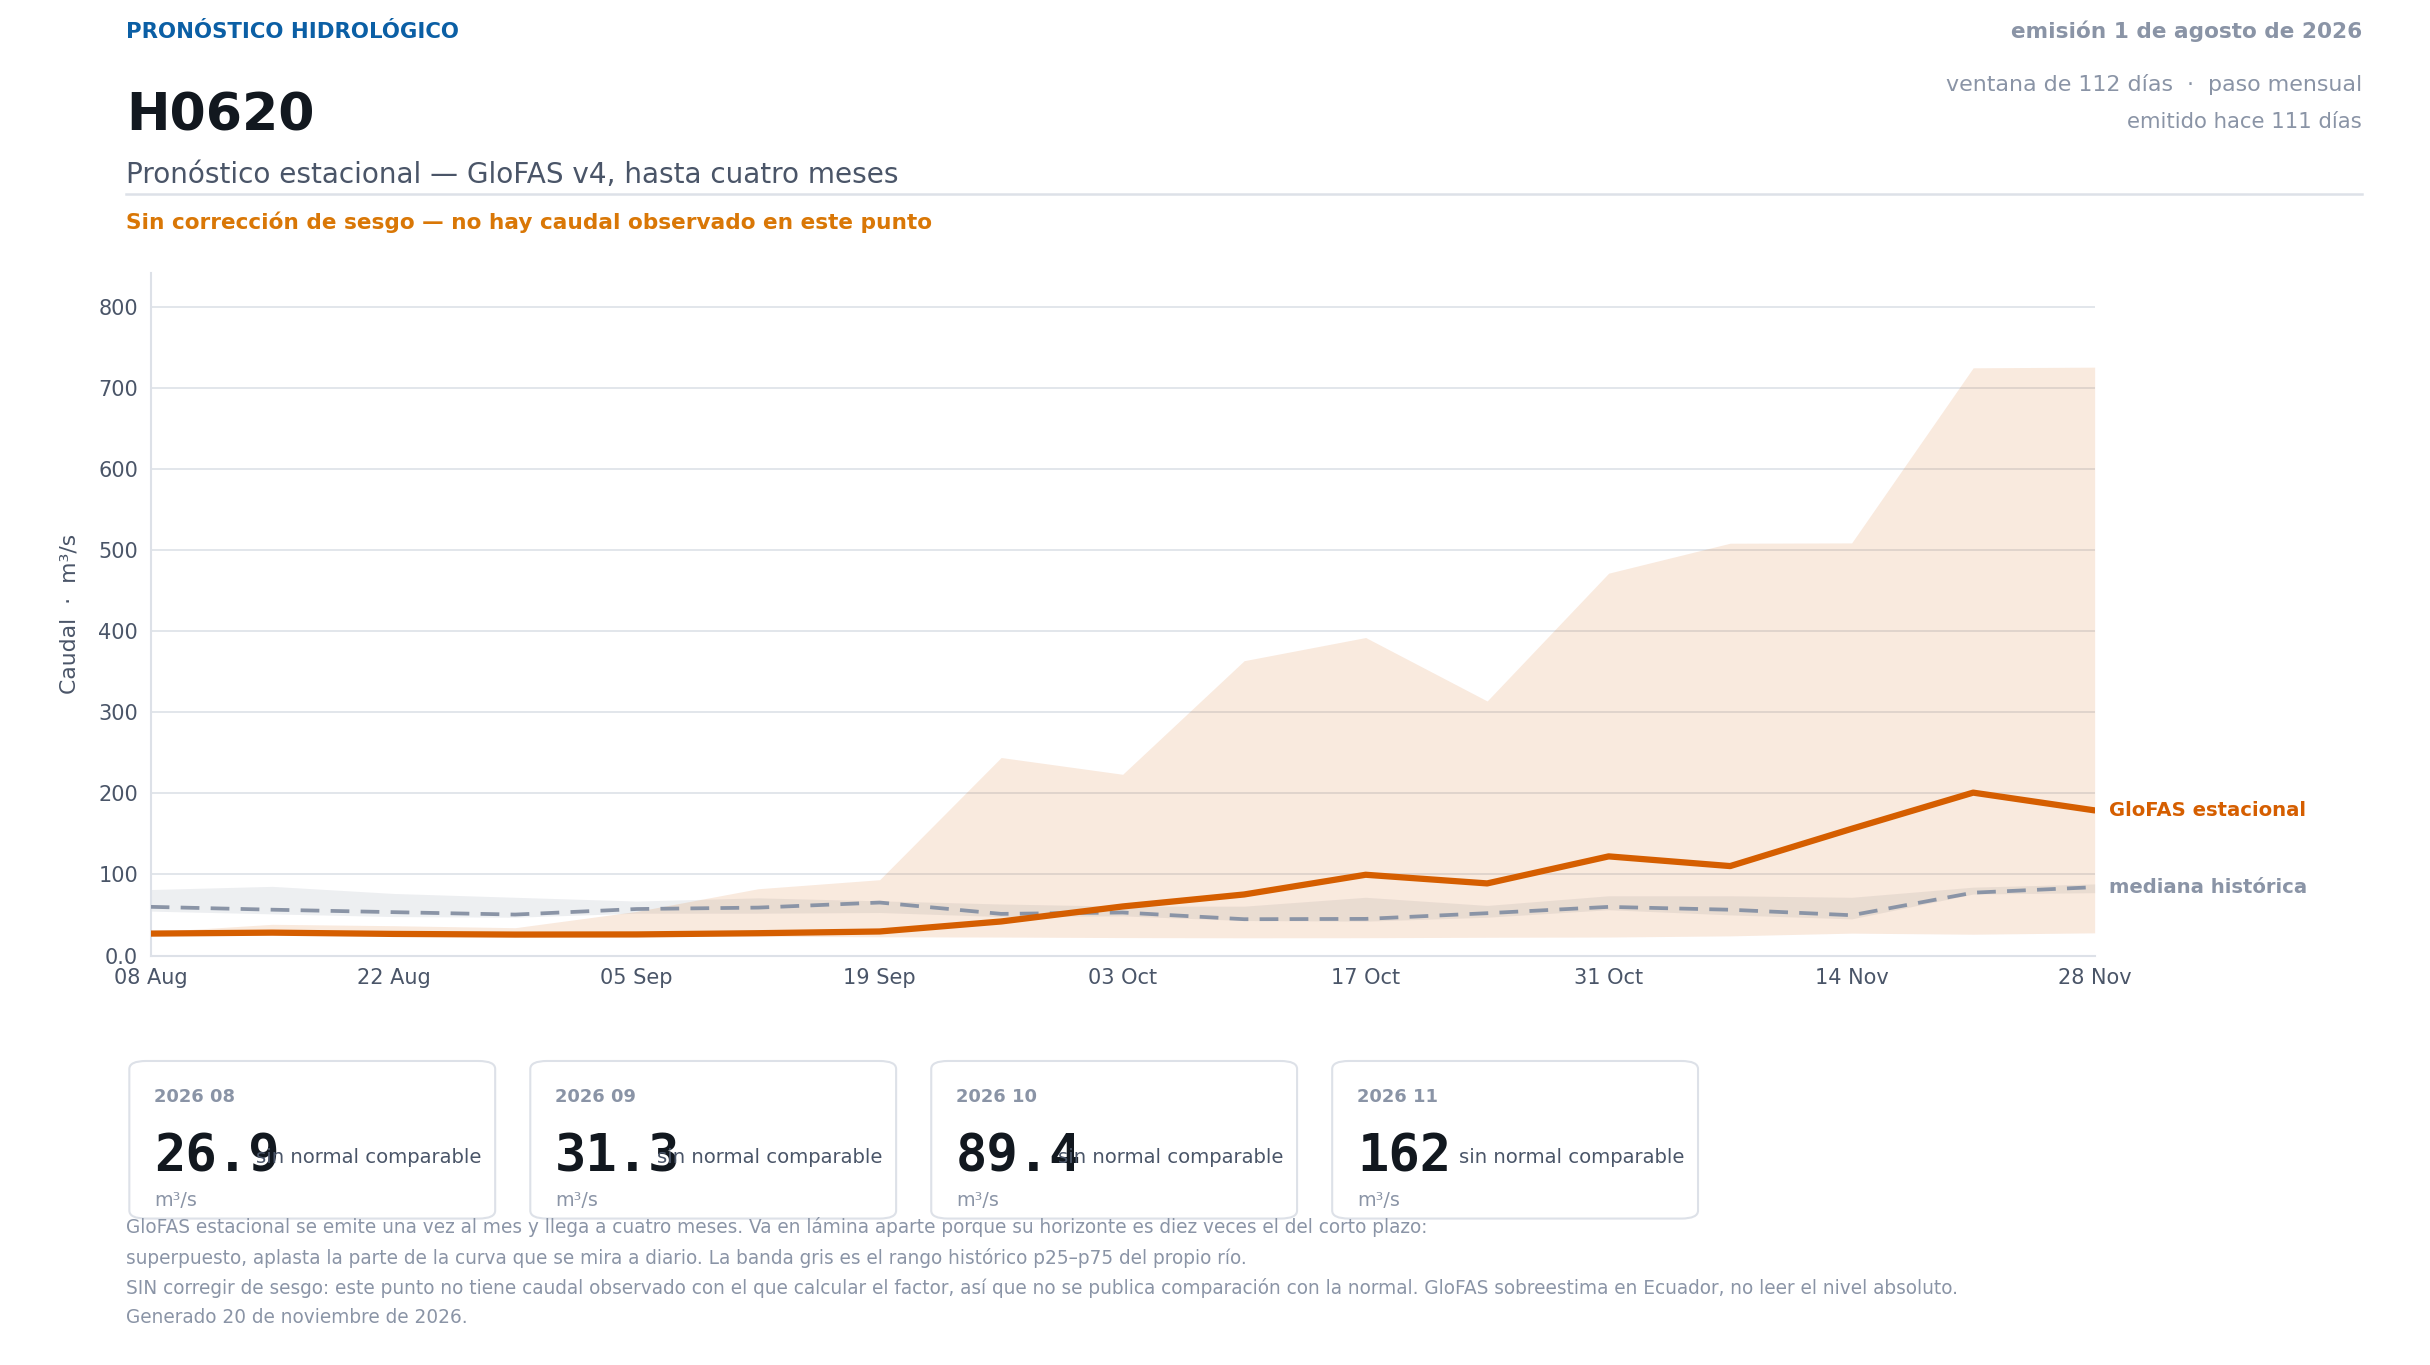 PRONÓSTICO HIDROLÓGICO
emisión 1 de agosto de 2026
H0620
ventana de 112 días · paso mensual
emitido hace 111 días
Pronóstico estacional — GloFAS v4, hasta cuatro meses
Sin corrección de sesgo — no hay caudal observado en este punto
Caudal · m³/s
800
700
600
500
400
300
200
100
0.0
GloFAS estacional
mediana histórica
08 Aug 22 Aug 05 Sep 19 Sep 03 Oct 17 Oct 31 Oct 14 Nov 28 Nov
2026 08
26.9 sin normal comparable
m³/s
2026 09
31.3 sin normal comparable
m³/s
2026 10
89.4 sin normal comparable
m³/s
2026 11
162 sin normal comparable
m³/s
GloFAS estacional se emite una vez al mes y llega a cuatro meses. Va en lámina aparte porque su horizonte es diez veces el del corto plazo:
superpuesto, aplasta la parte de la curva que se mira a diario. La banda gris es el rango histórico p25–p75 del propio río.
SIN corregir de sesgo: este punto no tiene caudal observado con el que calcular el factor, así que no se publica comparación con la normal. GloFAS sobreestima en Ecuador, no leer el nivel absoluto.
Generado 20 de noviembre de 2026.